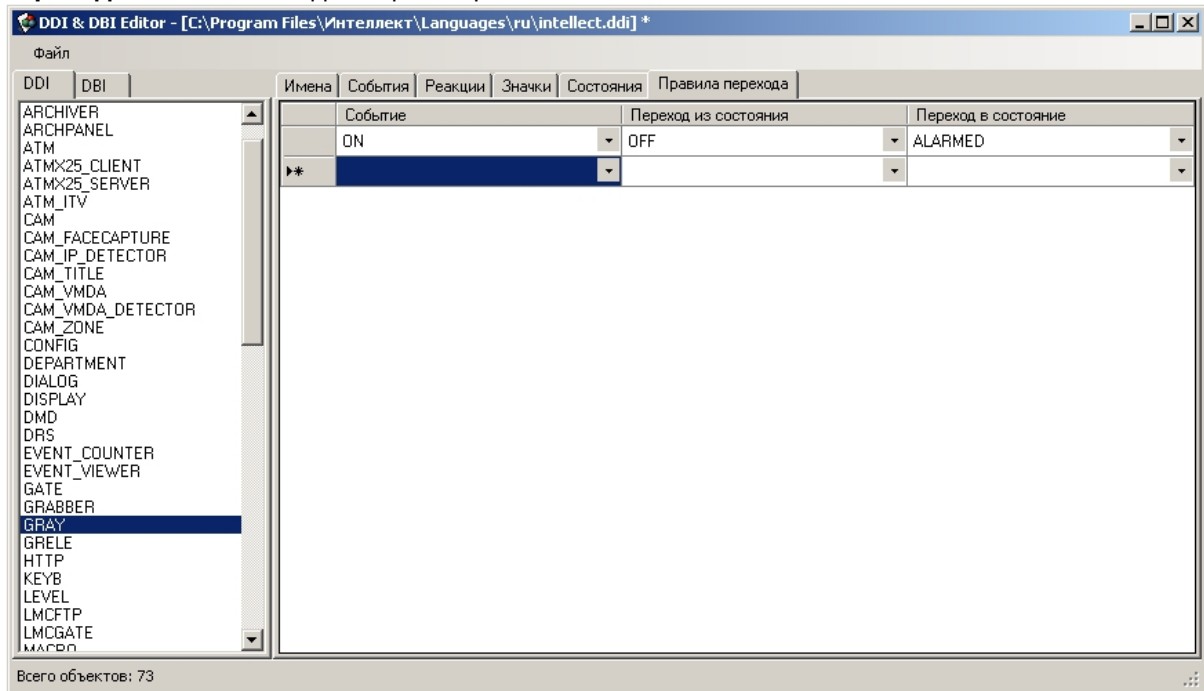 DDI & DBI Editor - [C:\Program Files\Интеллект\Languages\ru\intellect.ddi] *
Файл
DDI DBI
Имена События Реакции Значки Состояния Правила перехода
Событие Переход из состояния Переход в состояние
ON OFF ALARMED
ARCHIVER
ARCHPANEL
ATM
ATMX25_CLIENT
ATMX25_SERVER
ATM_ITV
CAM
CAM_FACECAPTURE
CAM_IP_DETECTOR
CAM_TITLE
CAM_VMDA
CAM_VMDA_DETECTOR
CAM_ZONE
CONFIG
DEPARTMENT
DIALOG
DISPLAY
DMD
DRS
EVENT_COUNTER
EVENT_VIEWER
GATE
GRABBER
GRAY
GRELE
HTTP
KEYB
LEVEL
LMCFTP
LMCGATE
MACRO
Всего объектов: 73